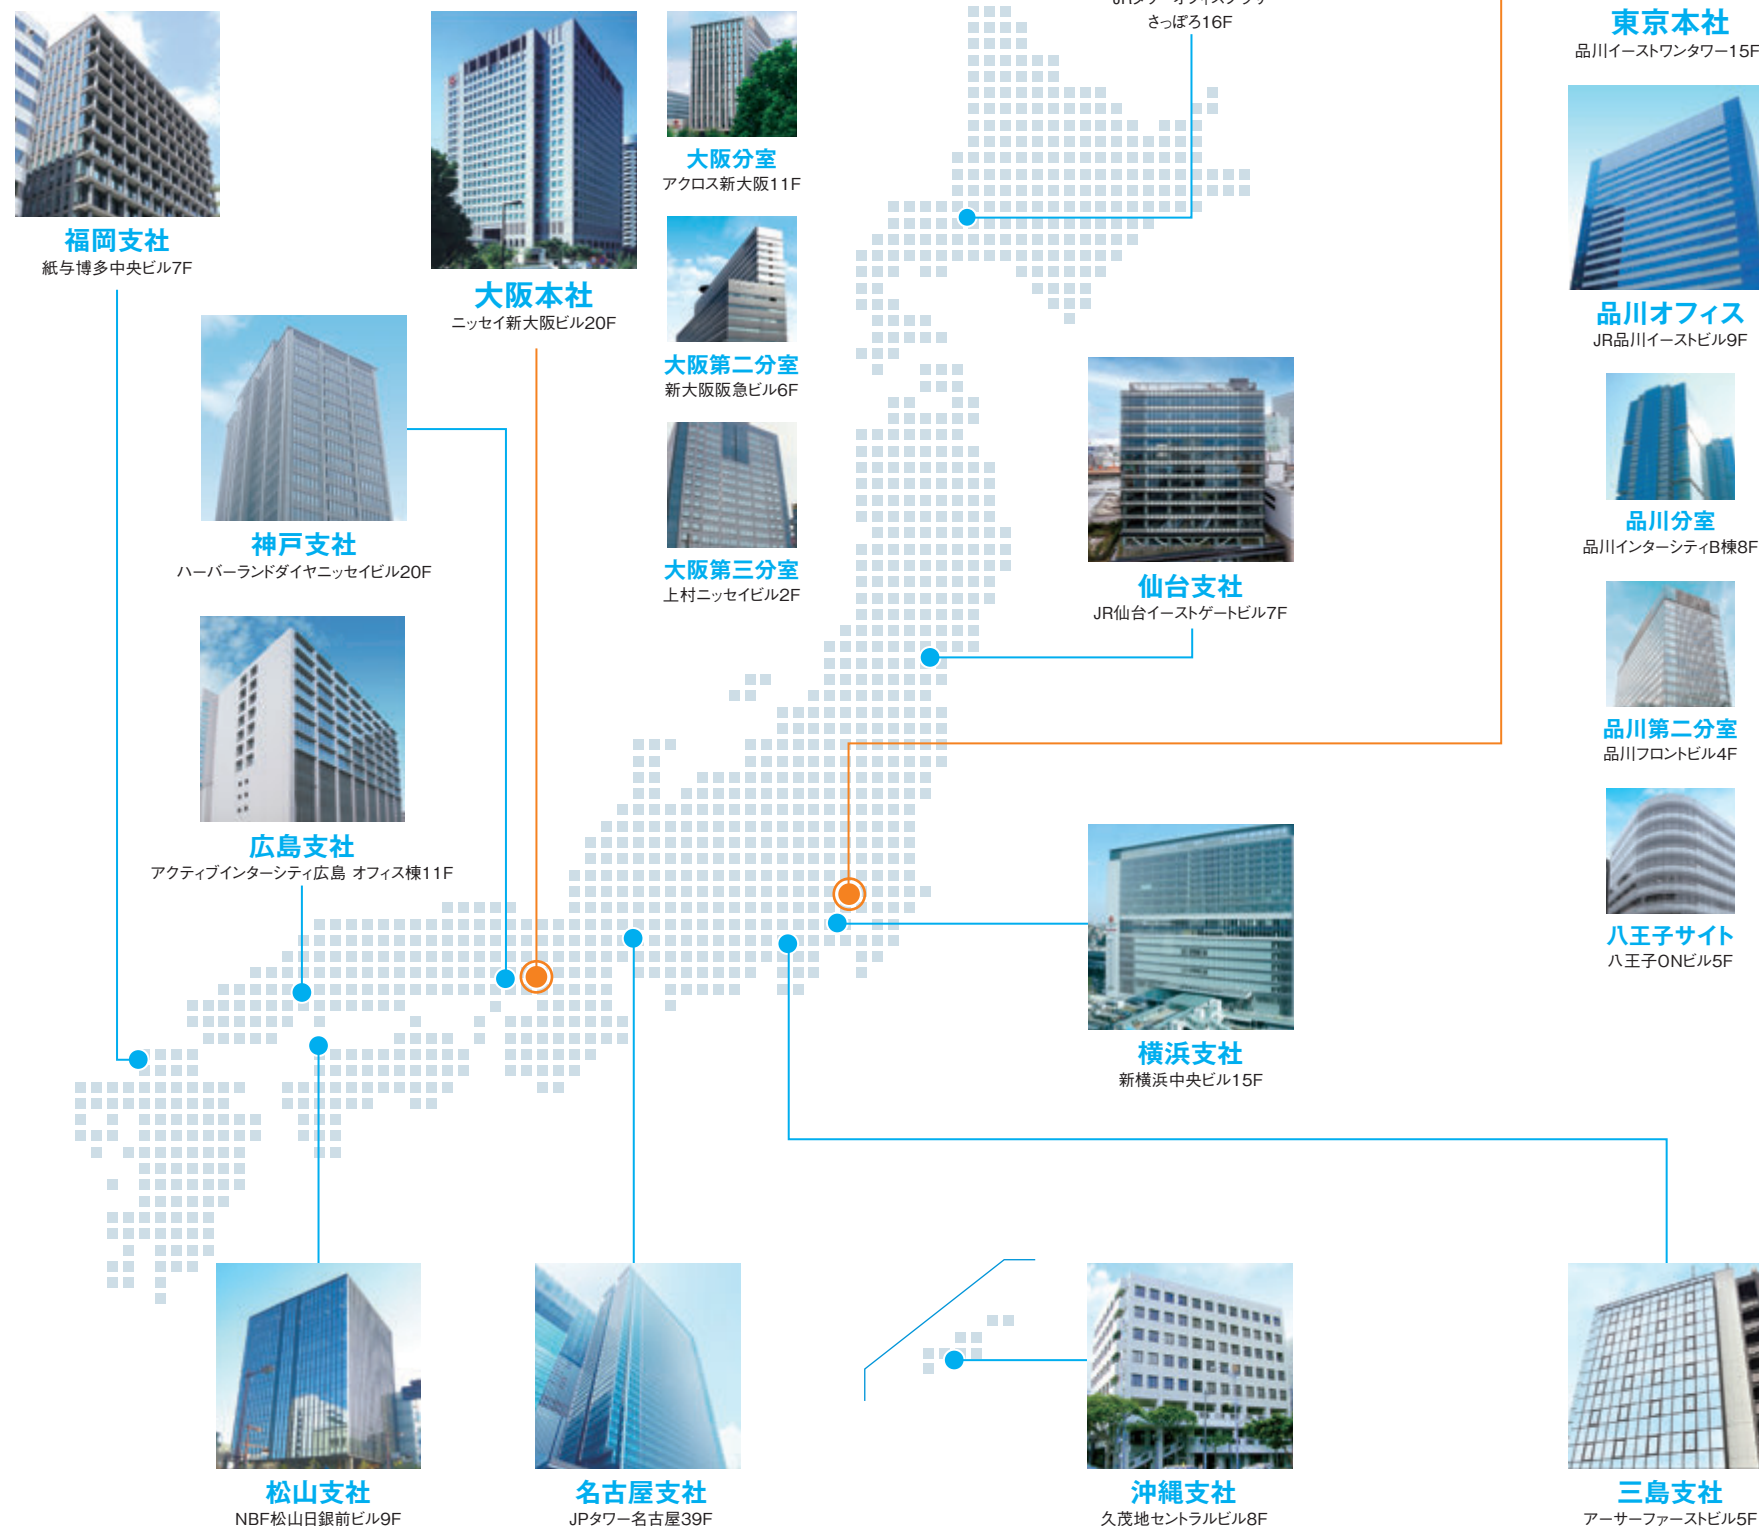 さっぽろ16F
東京本社
品川イーストワンタワー15F
福岡支社
紙与博多中央ビル7F
大阪本社
ニッセイ新大阪ビル20F
大阪分室
アクロス新大阪11F
大阪第二分室
新大阪阪急ビル6F
大阪第三分室
上村ニッセイビル2F
品川オフィス
JR品川イーストビル9F
神戸支社
ハーバーランドダイヤニッセイビル20F
仙台支社
JR仙台イーストゲートビル7F
品川分室
品川インターシティB棟8F
品川第二分室
品川フロントビル4F
広島支社
アクティブインターシティ広島 オフィス棟11F
八王子サイト
八王子ONビル5F
横浜支社
新横浜中央ビル15F
松山支社
NBF松山日銀前ビル9F
名古屋支社
JPタワー名古屋39F
沖縄支社
久茂地セントラルビル8F
三島支社
アーサーファーストビル5F